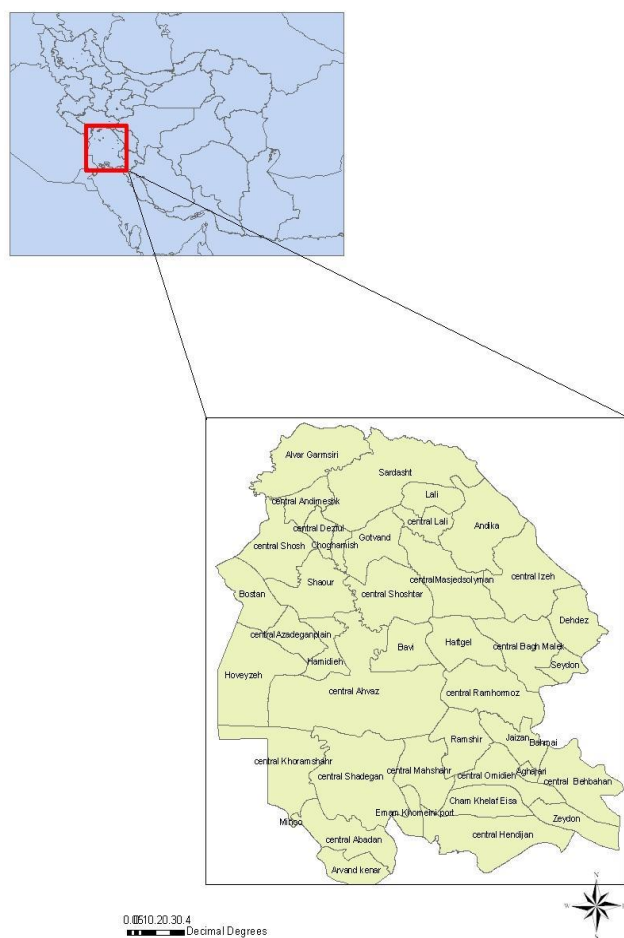 Alvar Garmsiri
Sardasht
Lali
central Andimeshk
central Lali
Andika
central Dezful
Gotvand
central Shosh
Choghamish
central Izeh
Shaour
centralMasjedsolyman
Bostan
central Shoshtar
Dehdez
central Azadeganplain
Bavi
Haftgel
central Bagh Malek
Hamidieh
Seydon
Hoveyzeh
central Ahvaz
central Ramhormoz
Ramshir
Jaizan
Bahmai
central Khoramshahr
central Shadegan
central Mahshahr
central Omidieh
Aghajari
central Behbahan
Cham Khelaf Eisa
Emam Khomeini port
Zeydon
Minoo
central Hendijan
central Abadan
Arvand kenar
N
W
E
S
Decimal Degrees